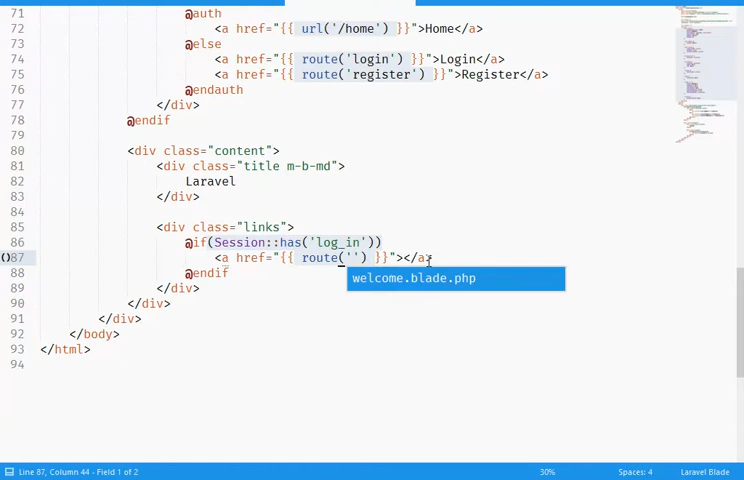 71 @auth
72 <a href="{{ url('/home') }}">Home</a>
73 @else
74 <a href="{{ route('login') }}">Login</a>
75 <a href="{{ route('register') }}">Register</a>
76 @endauth
77 </div>
78 @endif
79
80 <div class="content">
81 <div class="title m-b-md">
82 Laravel
83 </div>
84
85 <div class="links">
86 @if(Session::has('log_in'))
87 <a href="{{ route('') }}"></a>
welcome.blade.php
88 @endif
89 </div>
90 </div>
91 </div>
92 </body>
93 </html>
94
Line 87, Column 44 - Field 1 of 2 30% Spaces: 4 Laravel Blade